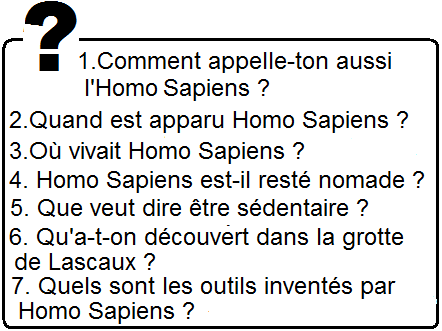 ?
1.Comment appelle-ton aussi
l'Homo Sapiens ?
2.Quand est apparu Homo Sapiens ?
3.Où vivait Homo Sapiens ?
4. Homo Sapiens est-il resté nomade ?
5. Que veut dire être sédentaire ?
6. Qu'a-t-on découvert dans la grotte
de Lascaux ?
7. Quels sont les outils inventés par
Homo Sapiens ?